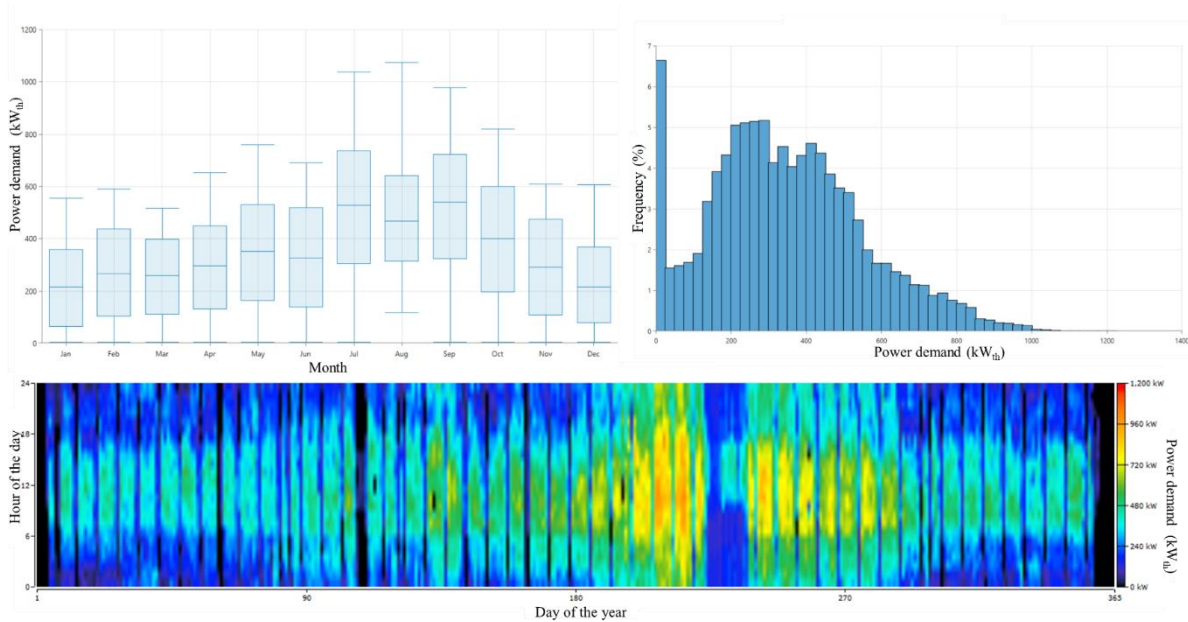 1200
1000
800
600
400
200
0
Power demand (kWth)
Jan Feb Mar Apr May Jun Jul Aug Sep Oct Nov Dec
Month
7
6
5
4
3
2
1
0
Frequency (%)
0 200 400 600 800 1000 1200 1400
Power demand (kWth)
24
18
12
6
0
Hour of the day
1 90 180 270 365
Day of the year
1,200 kW
960 kW
720 kW
480 kW
240 kW
0 kW
Power demand (kWth)